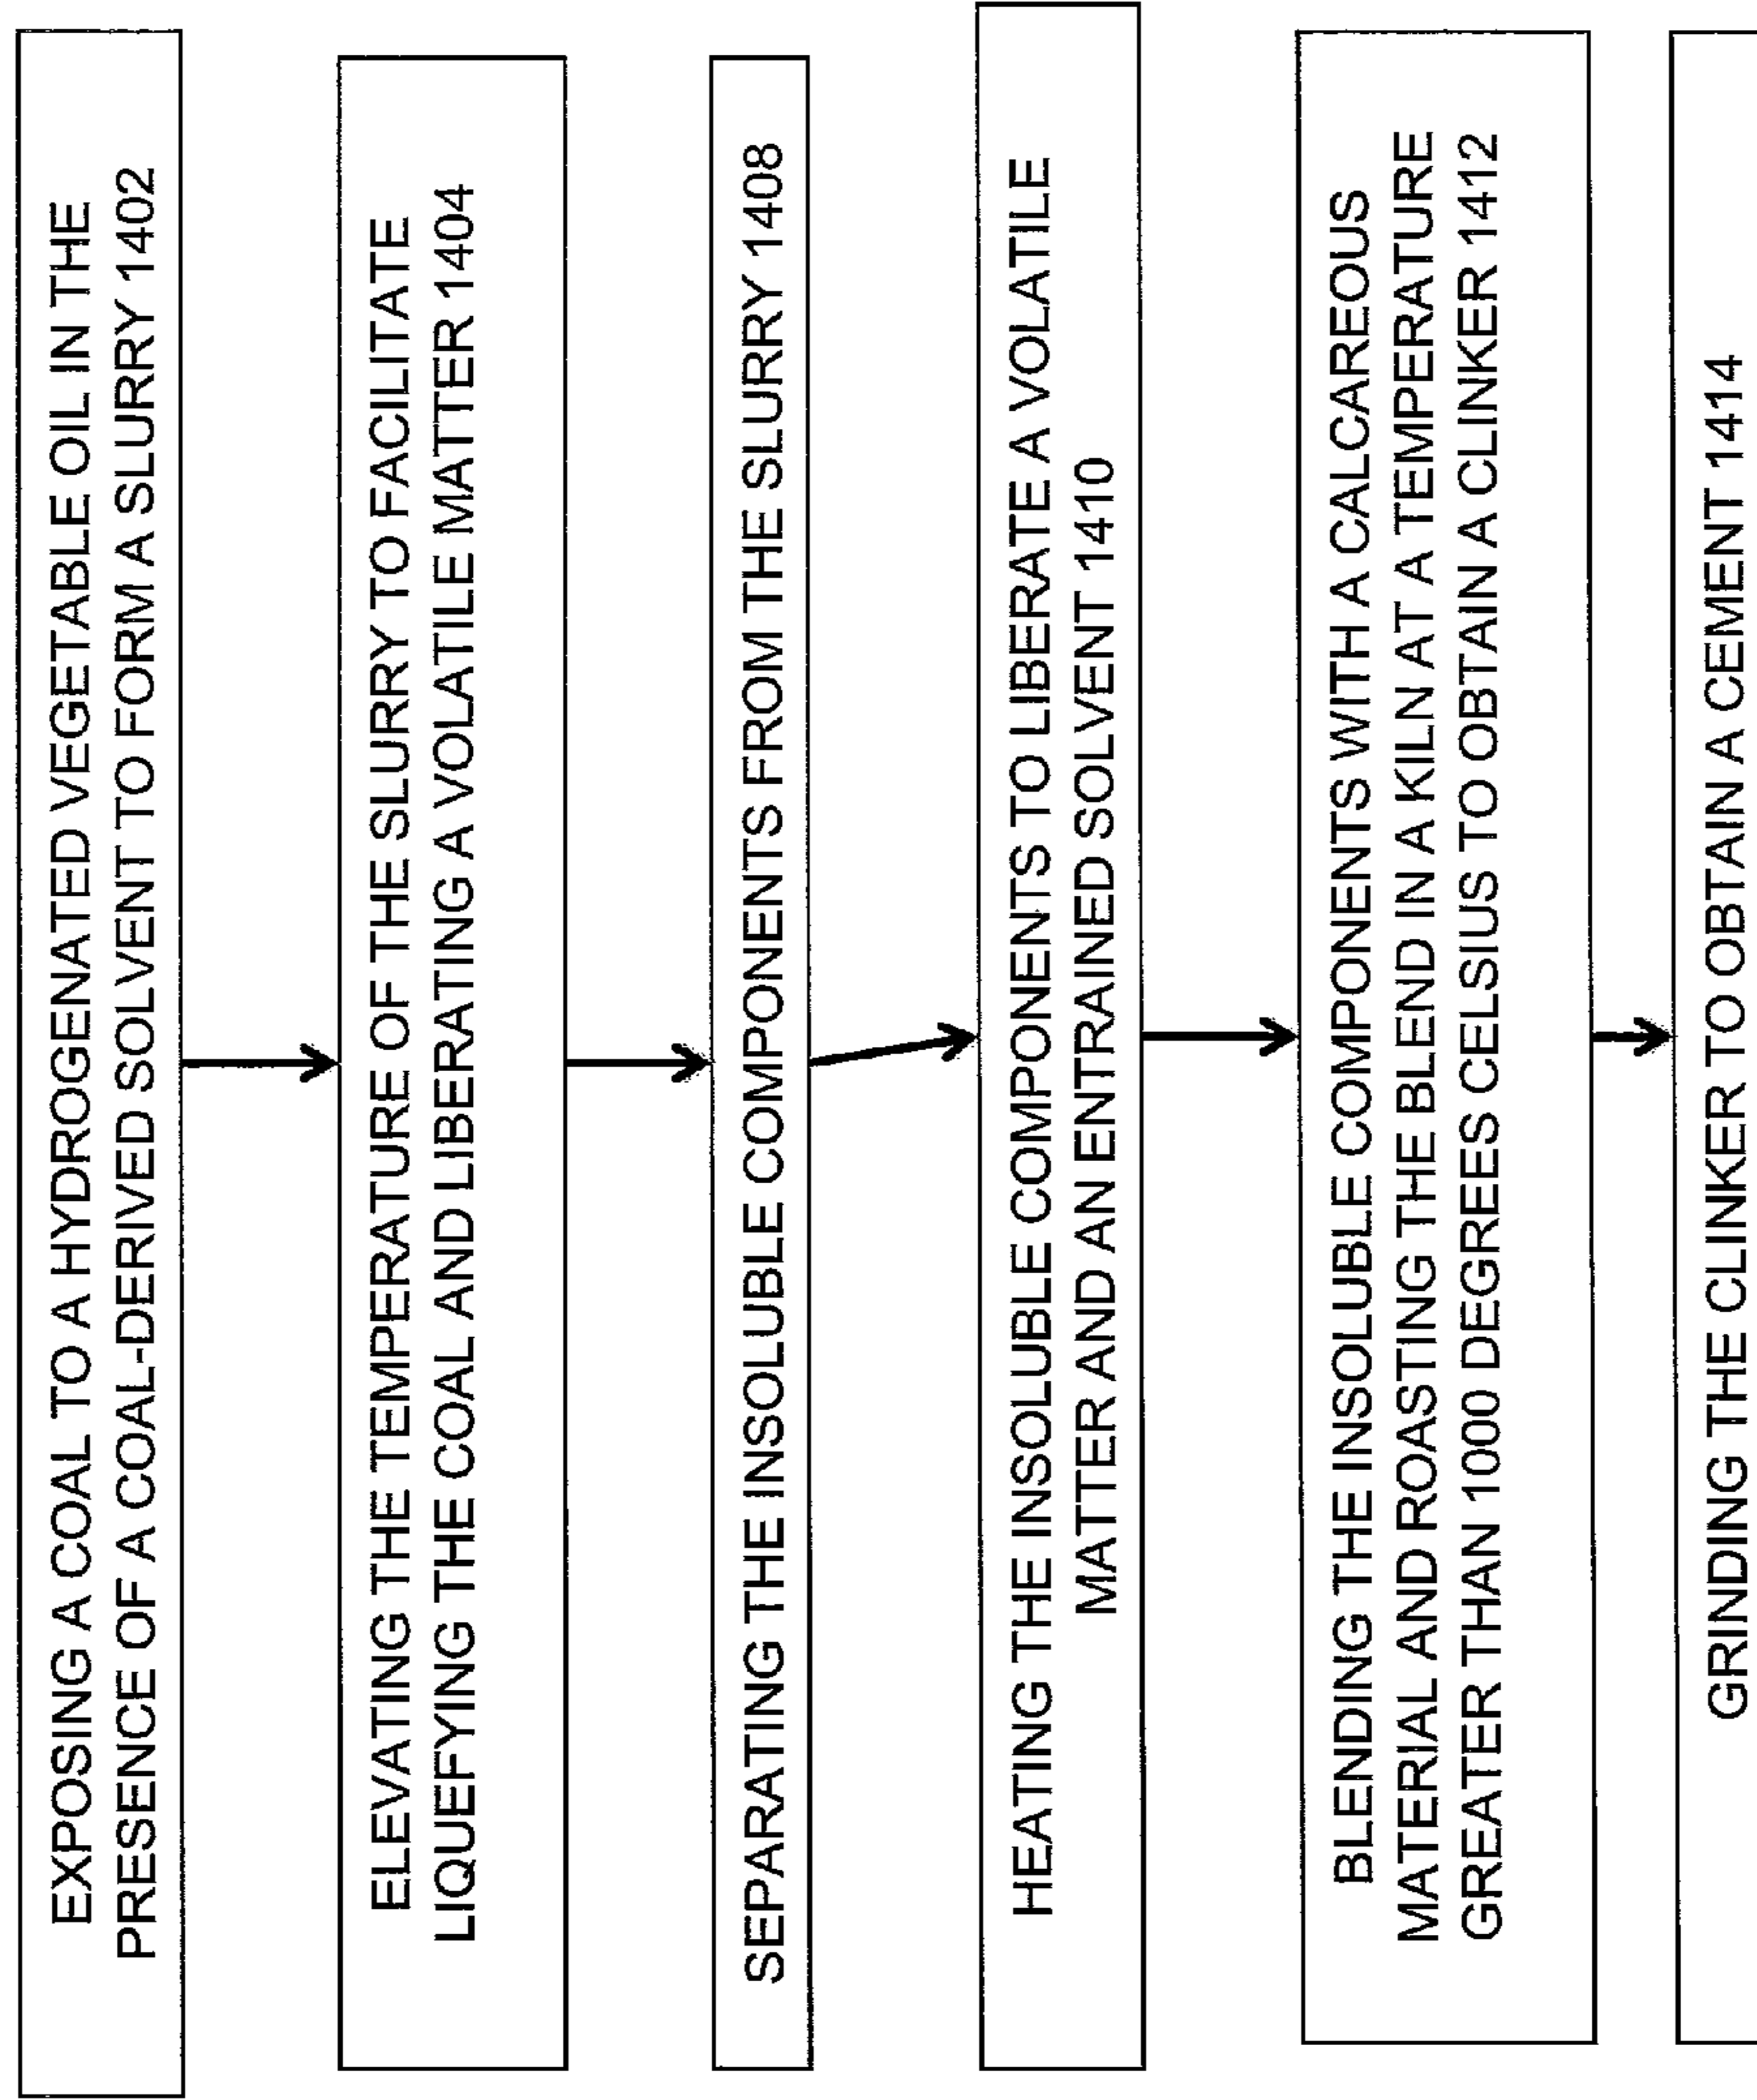 EXPOSING A COAL TO A HYDROGENATED VEGETABLE OIL IN THE
PRESENCE OF A COAL-DERIVED SOLVENT TO FORM A SLURRY 1402
ELEVATING THE TEMPERATURE OF THE SLURRY TO FACILITATE
LIQUEFYING THE COAL AND LIBERATING A VOLATILE MATTER 1404
SEPARATING THE INSOLUBLE COMPONENTS FROM THE SLURRY 1408
HEATING THE INSOLUBLE COMPONENTS TO LIBERATE A VOLATILE
MATTER AND AN ENTRAINED SOLVENT 1410
BLENDING THE INSOLUBLE COMPONENTS WITH A CALCAREOUS
MATERIAL AND ROASTING THE BLEND IN A KILN AT A TEMPERATURE
GREATER THAN 1000 DEGREES CELSIUS TO OBTAIN A CLINKER 1412
GRINDING THE CLINKER TO OBTAIN A CEMENT 1414